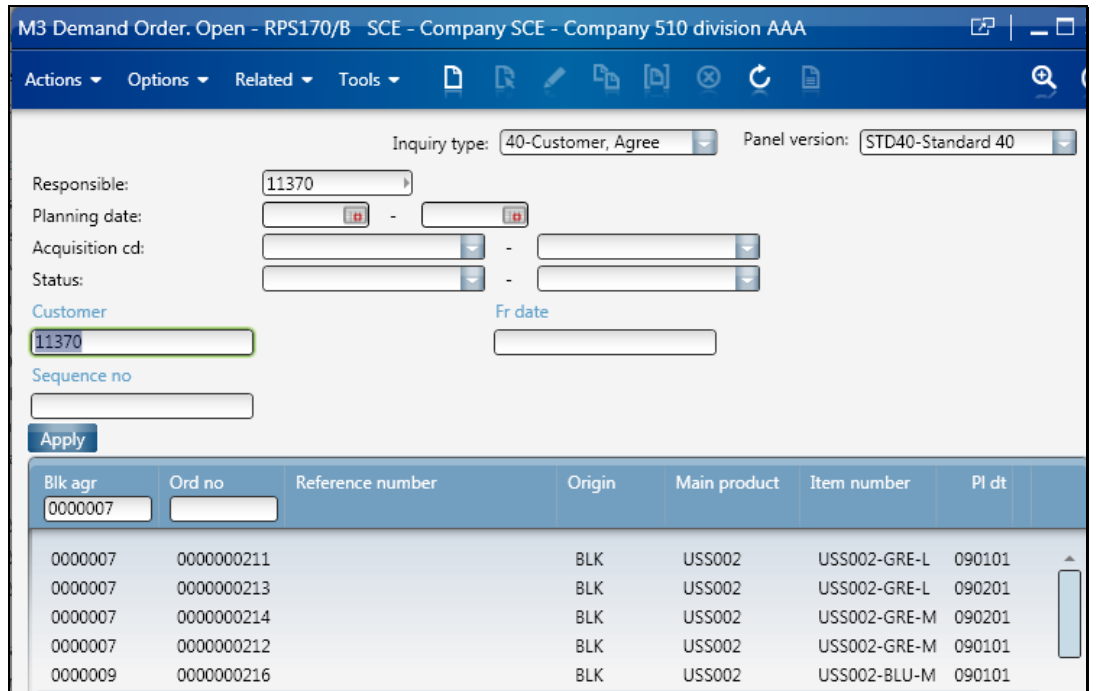 M3 Demand Order. Open - RPS170/B SCE - Company SCE - Company 510 division AAA
Actions Options Related Tools
Inquiry type: 40-Customer, Agree Panel version: STD40-Standard 40
Responsible: 11370
Planning date: -
Acquisition cd: -
Status: -
Customer Fr date
11370
Sequence no
Apply
Blk agr Ord no Reference number Origin Main product Item number Pl dt
0000007
0000007 0000000211 BLK USS002 USS002-GRE-L 090101
0000007 0000000213 BLK USS002 USS002-GRE-L 090201
0000007 0000000214 BLK USS002 USS002-GRE-M 090201
0000007 0000000212 BLK USS002 USS002-GRE-M 090101
0000009 0000000216 BLK USS002 USS002-BLU-M 090101